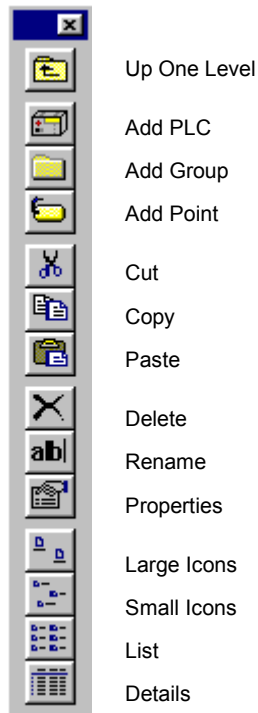 Up One Level
Add PLC
Add Group
Add Point
Cut
Copy
Paste
Delete
ab
Rename
Properties
Large Icons
Small Icons
List
Details